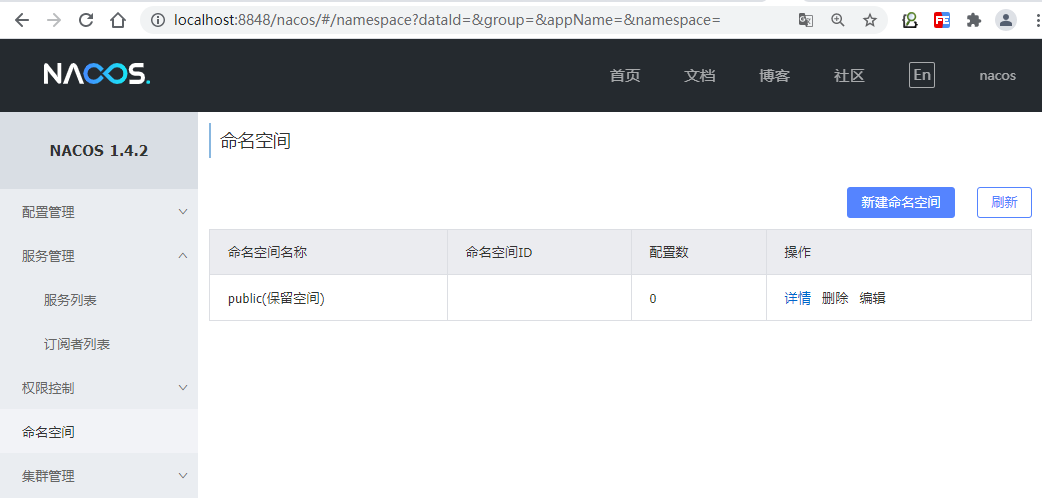 localhost:8848/nacos/#/namespace?dataId=&group=&appName=&namespace=
FE
NACOS.
首页 文档 博客 社区 En nacos
NACOS 1.4.2
配置管理
服务管理
服务列表
订阅者列表
权限控制
命名空间
集群管理
命名空间
新建命名空间 刷新
命名空间名称 命名空间ID 配置数 操作
public(保留空间) 0 详情 删除 编辑